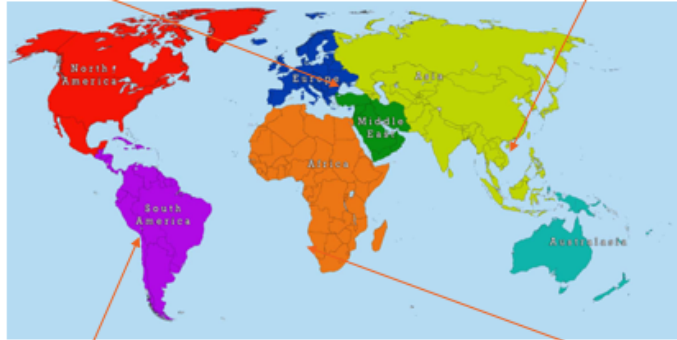 North
America
Europe
Asia
Middle
East
Africa
South
America
Australasia